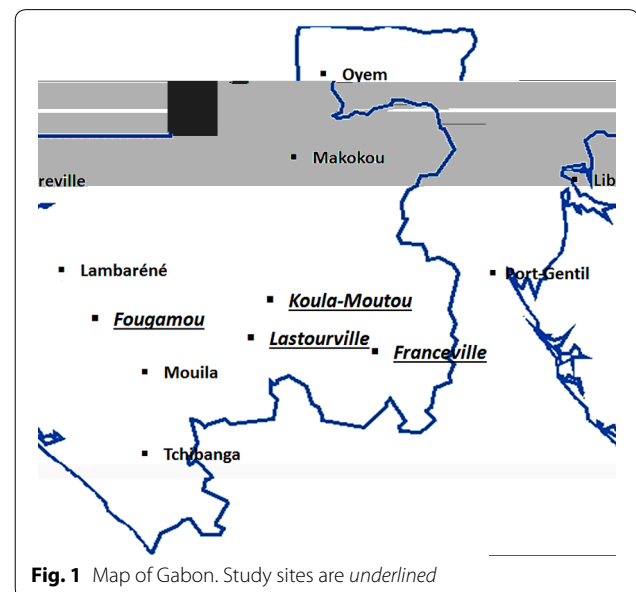 Oyem
Makokou
reville
Lib
Lambaréné
Port-Gentil
Koula-Moutou
Fougamou
Lastourville
Franceville
Mouila
Tchibanga
Fig. 1 Map of Gabon. Study sites are underlined